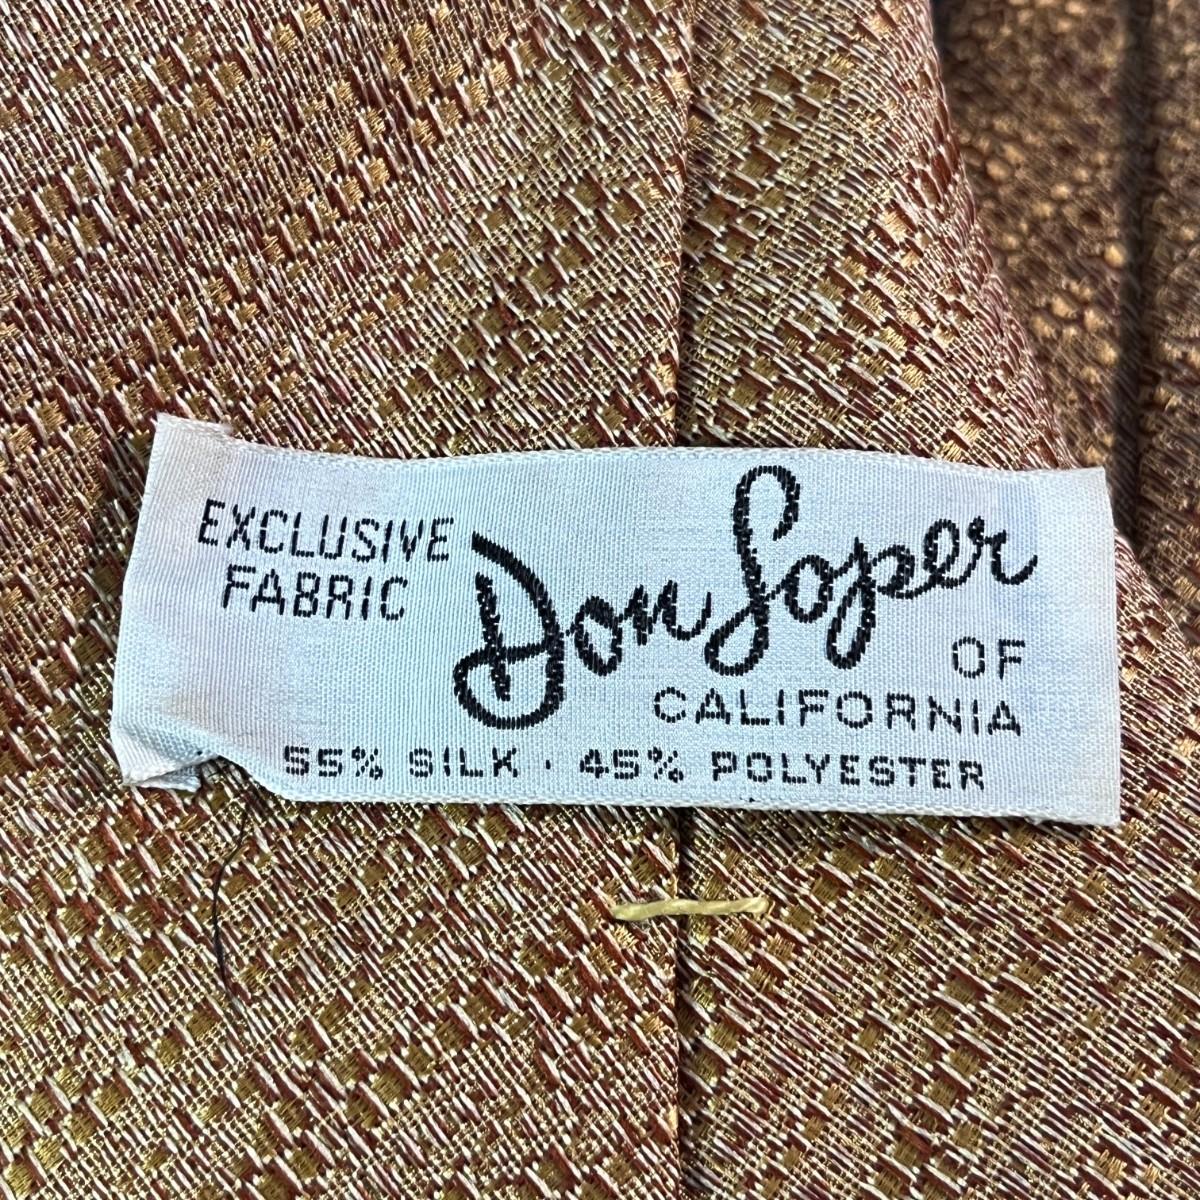 EXCLUSIVE
FABRIC
Don Loper
OF
CALIFORNIA
55% SILK · 45% POLYESTER